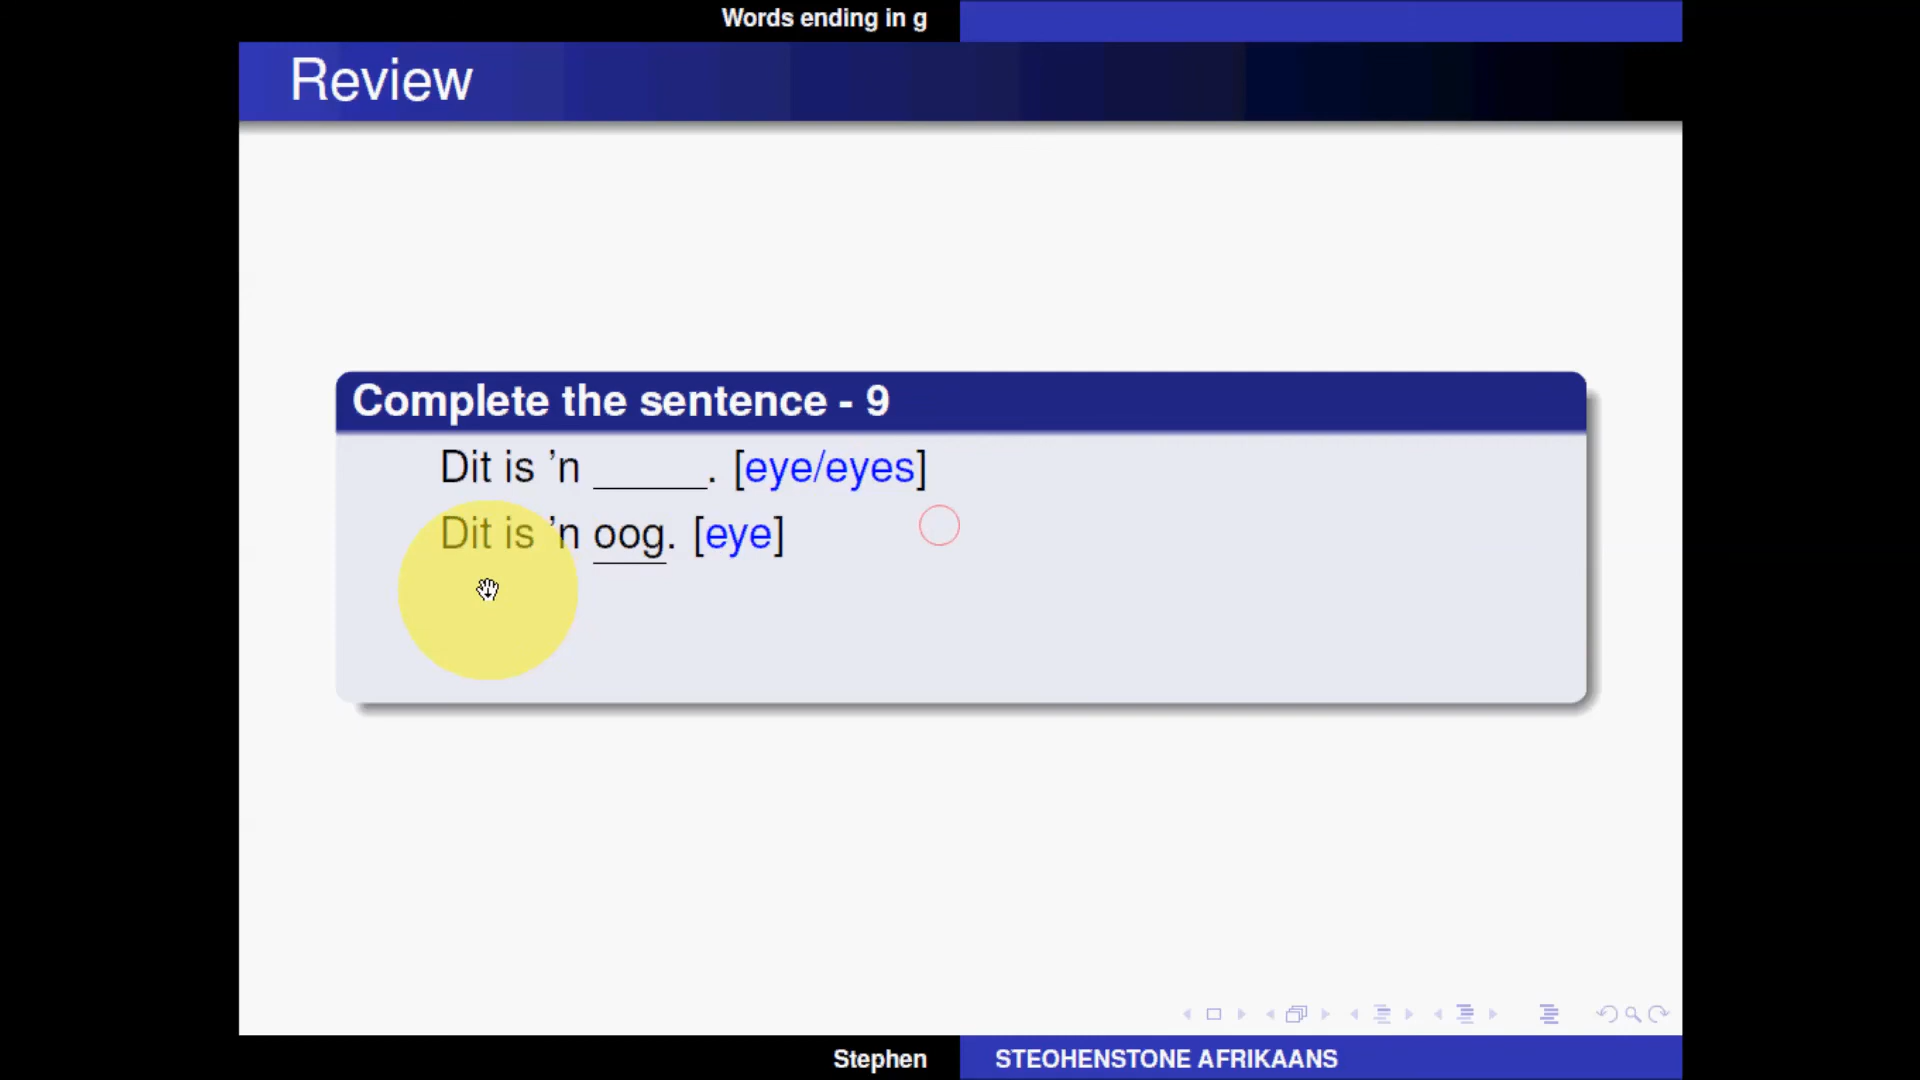 Words ending in g
Review
Complete the sentence - 9
Dit is ’n _____. [eye/eyes]
Dit is ’n oog. [eye]
Stephen
STEOHENSTONE AFRIKAANS